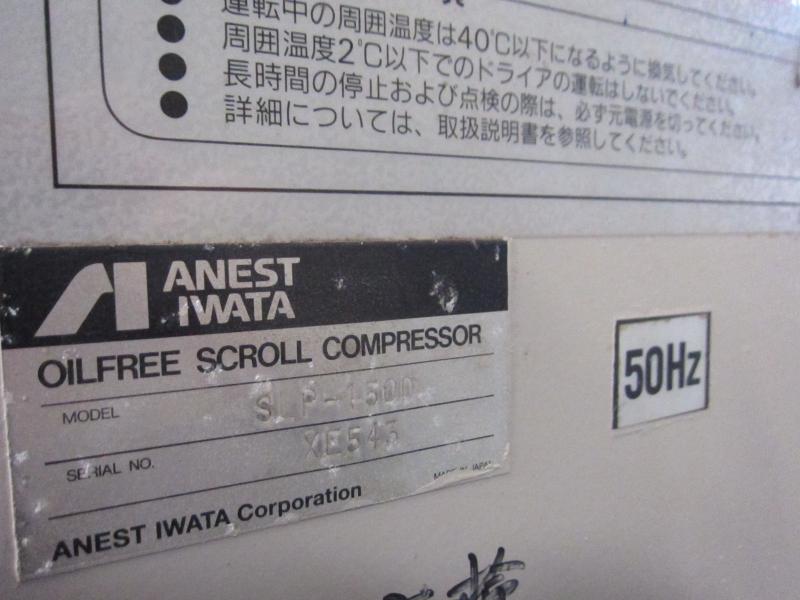 運転中の周囲温度は40℃以下になるように換気してください。
周囲温度2℃以下でのドライアの運転はしないでください。
長時間の停止および点検の際は、必ず元電源を切ってください。
詳細については、取扱説明書を参照してください。
ANEST
IWATA
OILFREE SCROLL COMPRESSOR
50Hz
MODEL SLP-150D
SERIAL NO. XE543
MADE IN JAPAN
ANEST IWATA Corporation